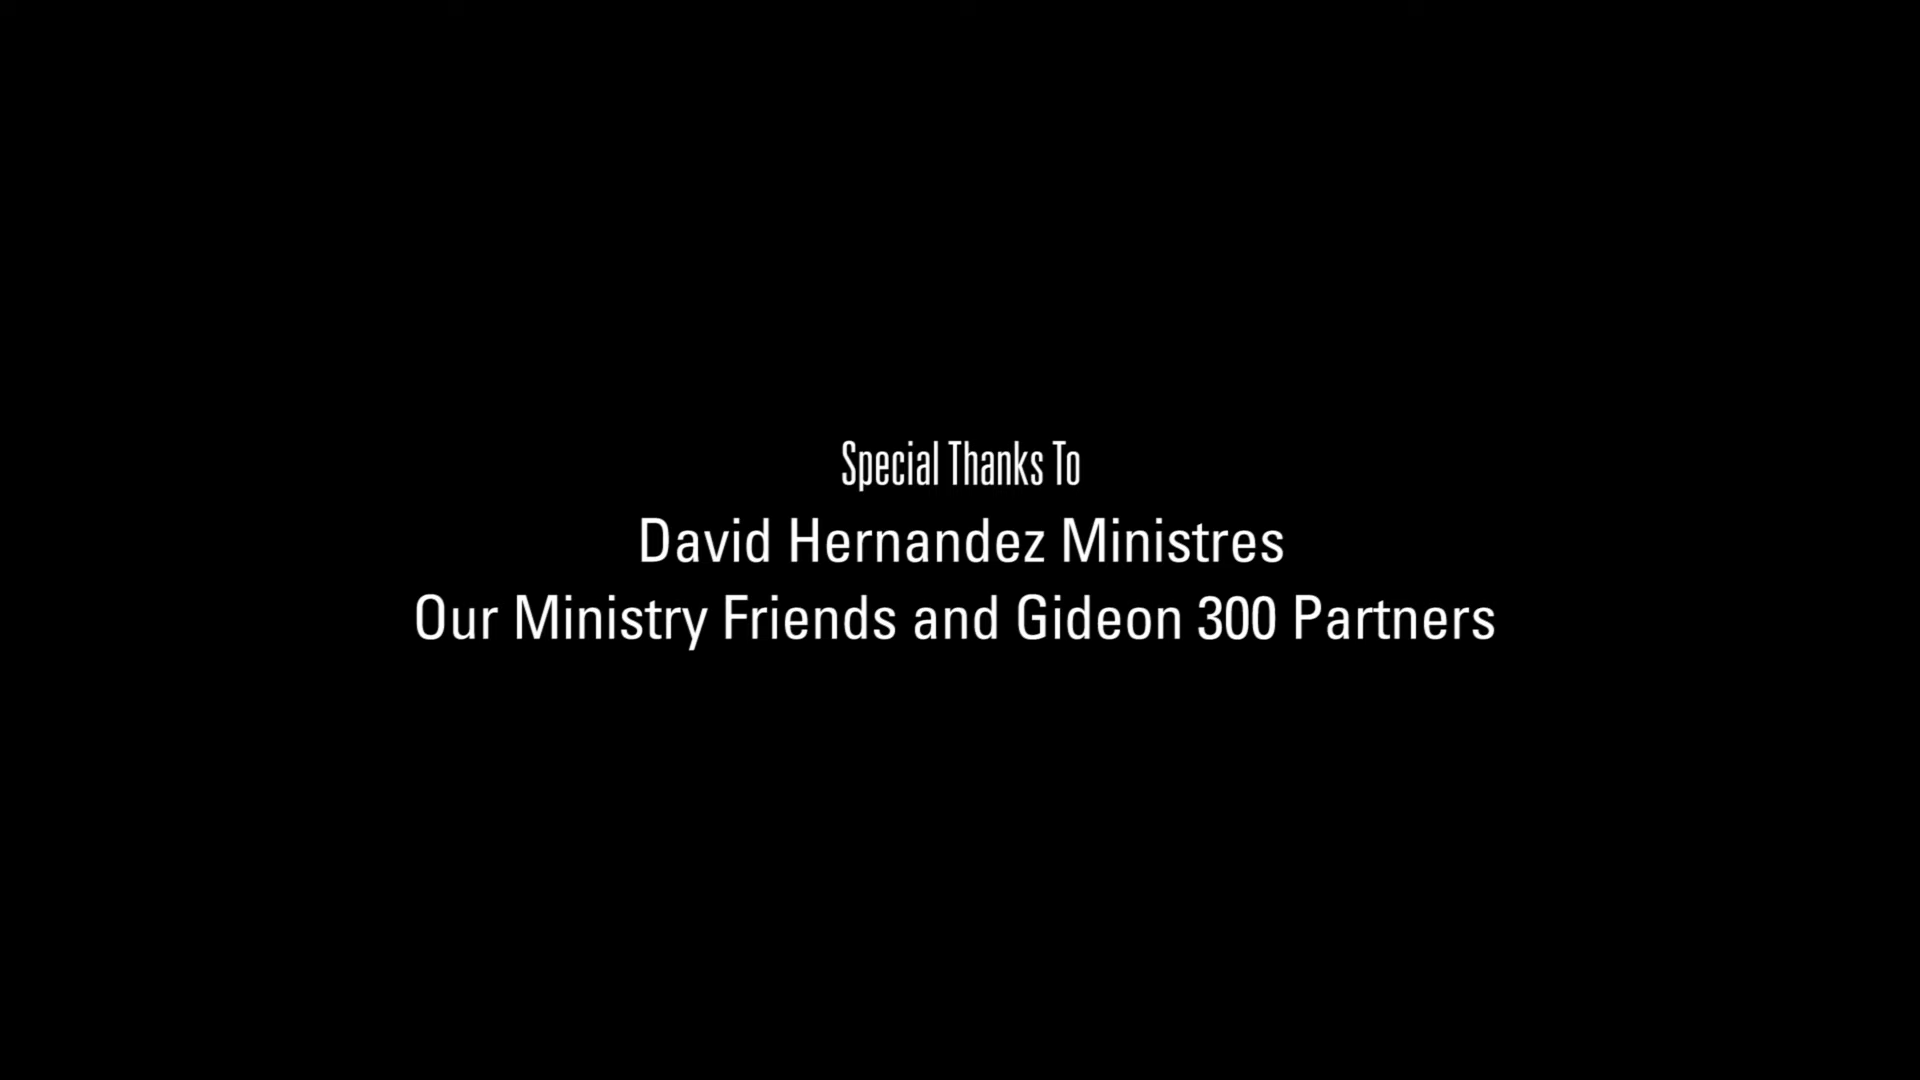 Special Thanks To
David Hernandez Ministres
Our Ministry Friends and Gideon 300 Partners